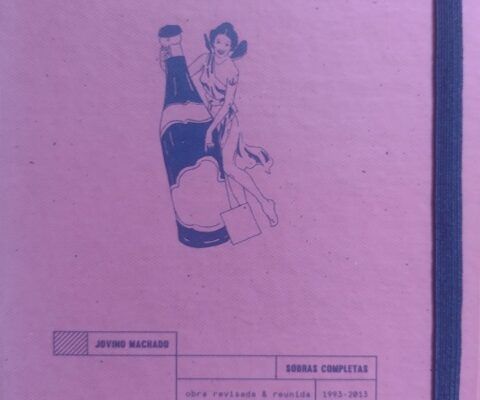 JOVINO MACHADO
SOBRAS COMPLETAS
obra revisada & reunida 1993-2013